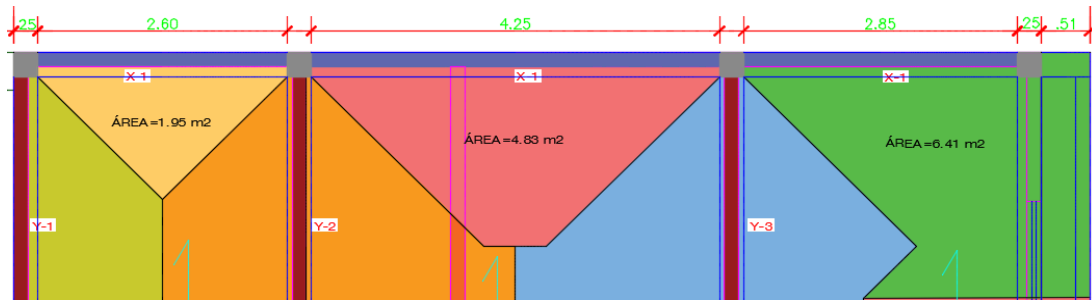 .25 2.60 4.25 2.85 .25 .51
X-1 X-1 X-1
ÁREA=1.95 m2 ÁREA=4.83 m2 ÁREA=6.41 m2
Y-1 Y-2 Y-3